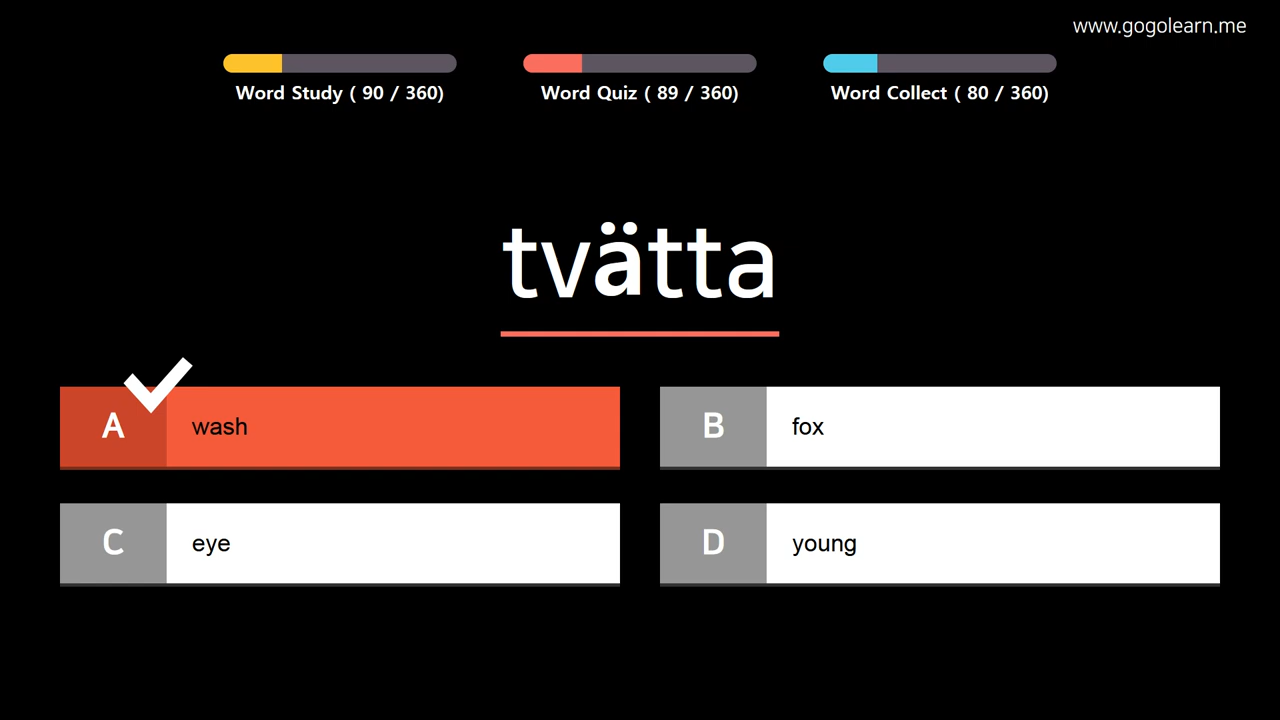 www.gogolearn.me
Word Study ( 90 / 360)
Word Quiz ( 89 / 360)
Word Collect ( 80 / 360)
tvätta
A wash
B fox
C eye
D young